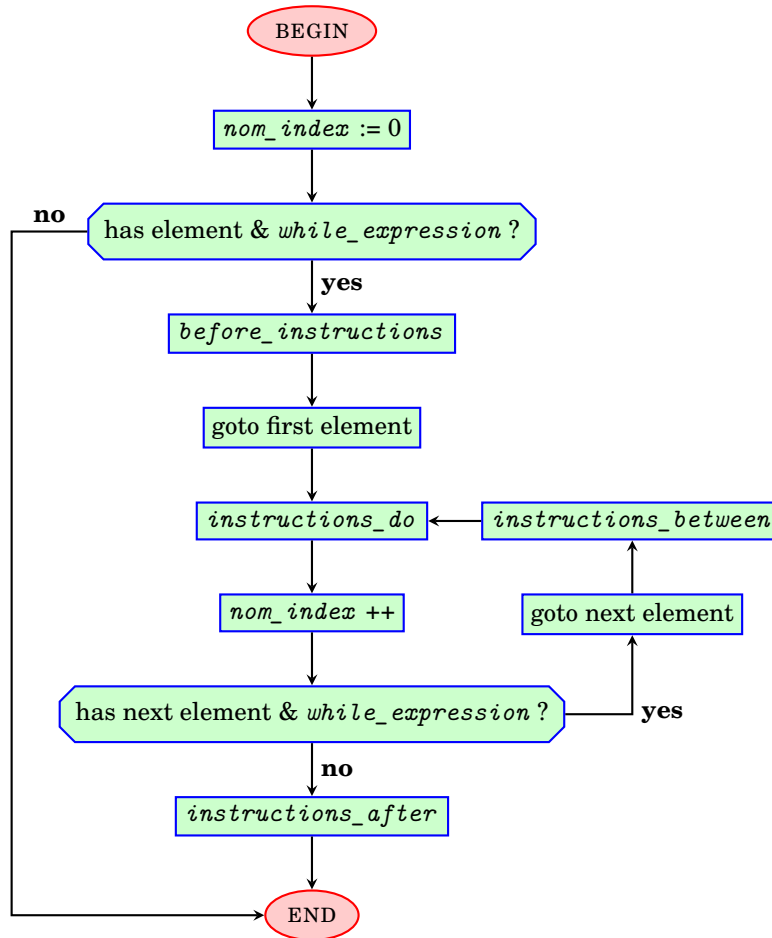 BEGIN
nom_index := 0
no
has element & while_expression ?
yes
before_instructions
goto first element
instructions_do
instructions_between
nom_index ++
goto next element
has next element & while_expression ?
yes
no
instructions_after
END